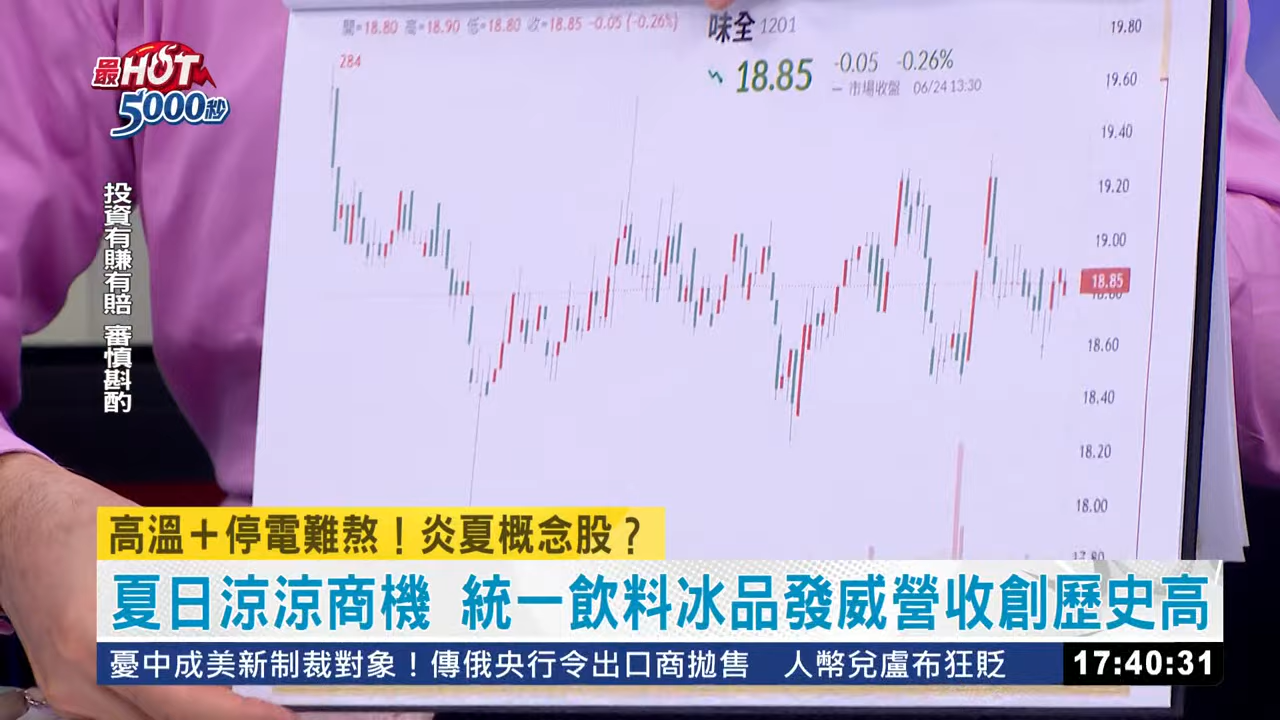 開=18.80 高=18.90 低=18.80 收=18.85 -0.05 (-0.26%)
284
味全 1201
18.85 -0.05 -0.26%
市場收盤 06/24 13:30
19.80
19.60
19.40
19.20
19.00
18.85
18.80
18.60
18.40
18.20
18.00
17.80
最HOT
5000秒
投資有賺有賠 審慎斟酌
高溫+停電難熬!炎夏概念股?
夏日涼涼商機 統一飲料冰品發威營收創歷史高
憂中成美新制裁對象!傳俄央行令出口商拋售 人幣兌盧布狂貶
17:40:31